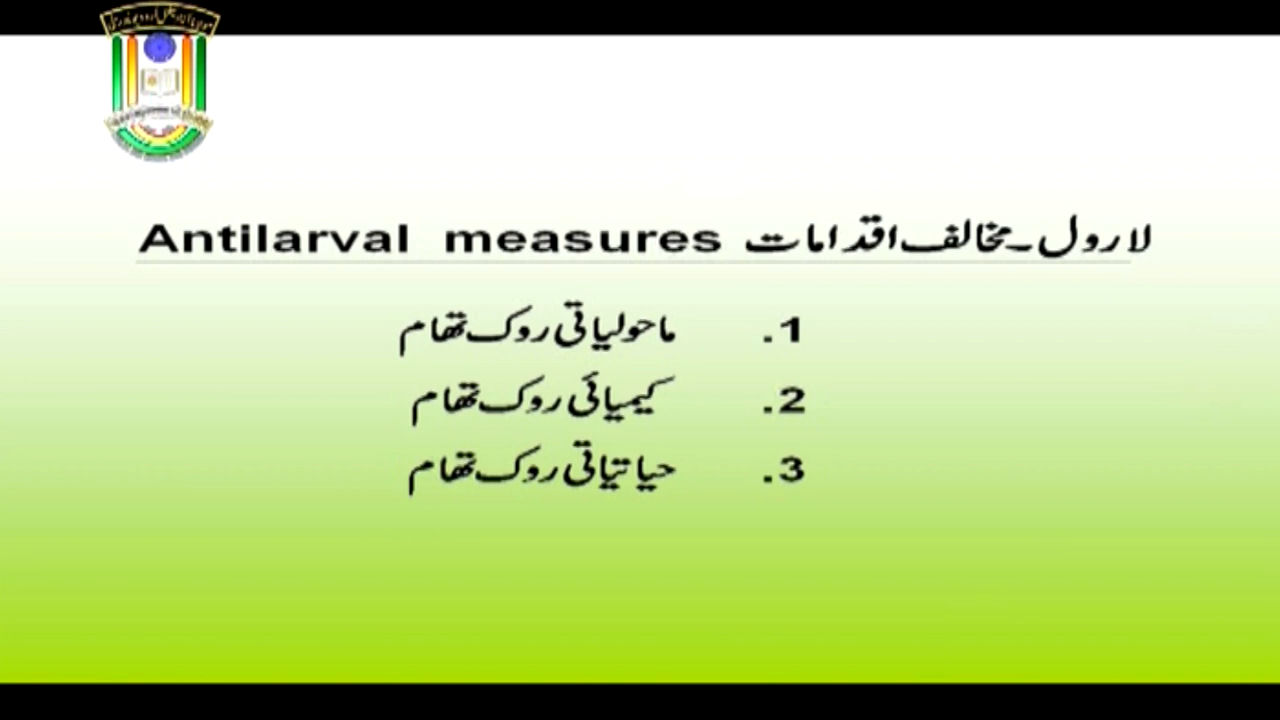 لارول۔مخالف اقدامات Antilarval measures
1. ماحولیاتی روک تھام
2. کیمیائی روک تھام
3. حیاتیاتی روک تھام